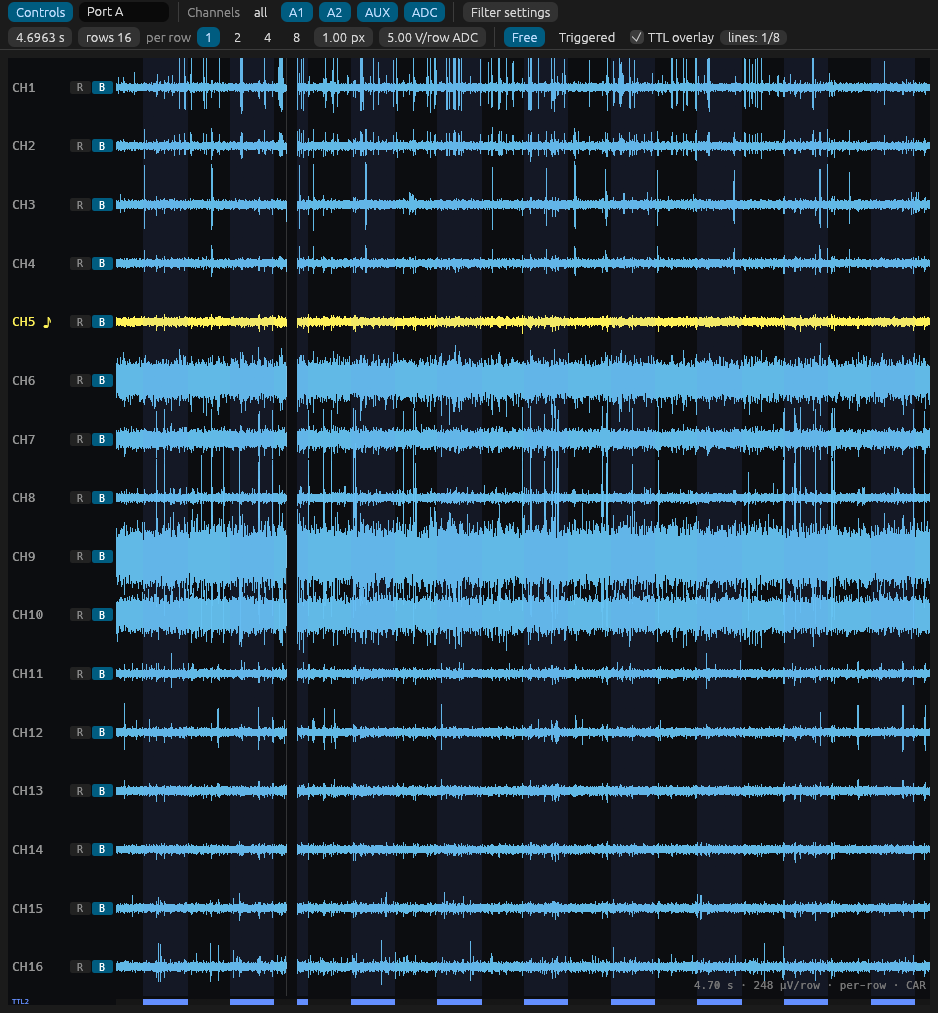 Controls Port A Channels all A1 A2 AUX ADC Filter settings
4.6963 s rows 16 per row 1 2 4 8 1.00 px 5.00 V/row ADC Free Triggered TTL overlay lines: 1/8
CH1 R B
CH2 R B
CH3 R B
CH4 R B
CH5 ♪ R B
CH6 R B
CH7 R B
CH8 R B
CH9 R B
CH10 R B
CH11 R B
CH12 R B
CH13 R B
CH14 R B
CH15 R B
CH16 R B
4.70 s · 248 µV/row · per-row · CAR
TTL2